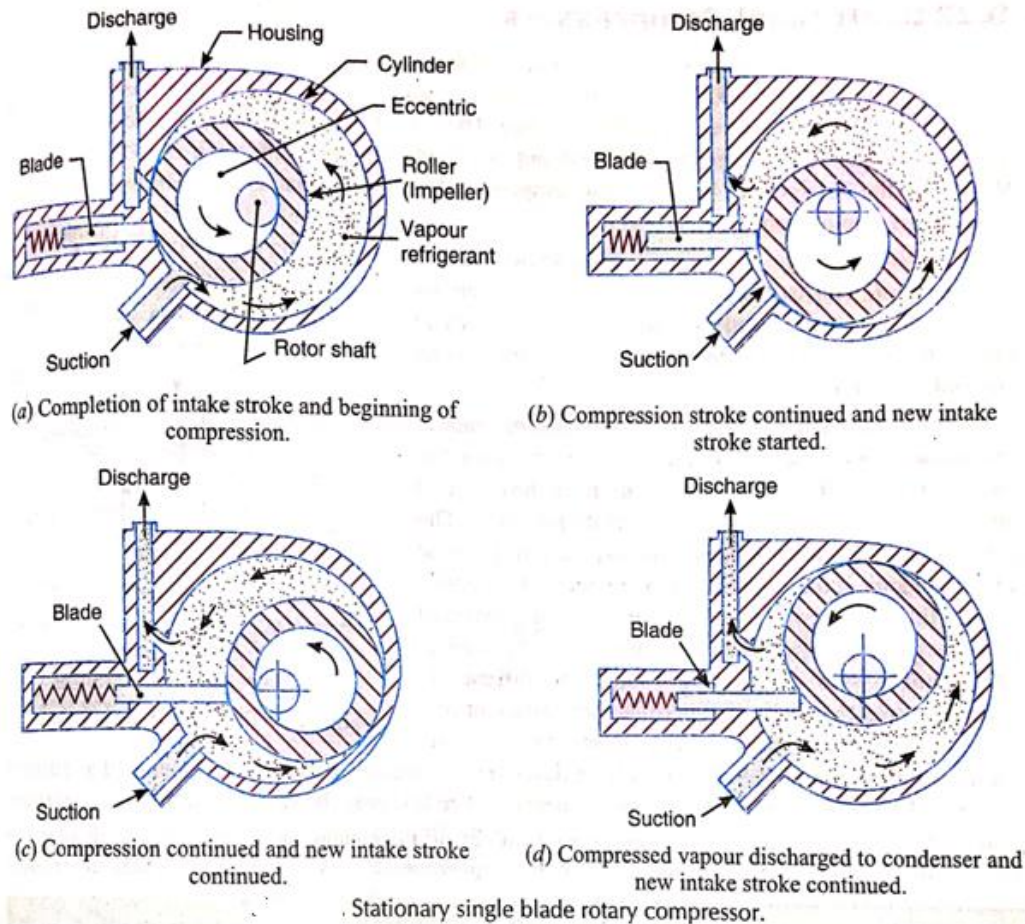 Discharge
Housing
Cylinder
Eccentric
Blade
Roller
(Impeller)
Vapour
refrigerant
Rotor shaft
Suction
(a) Completion of intake stroke and beginning of
compression.
Discharge
Blade
Suction
(b) Compression stroke continued and new intake
stroke started.
Discharge
Blade
Suction
(c) Compression continued and new intake stroke
continued.
Discharge
Blade
Suction
(d) Compressed vapour discharged to condenser and
new intake stroke continued.
Stationary single blade rotary compressor.